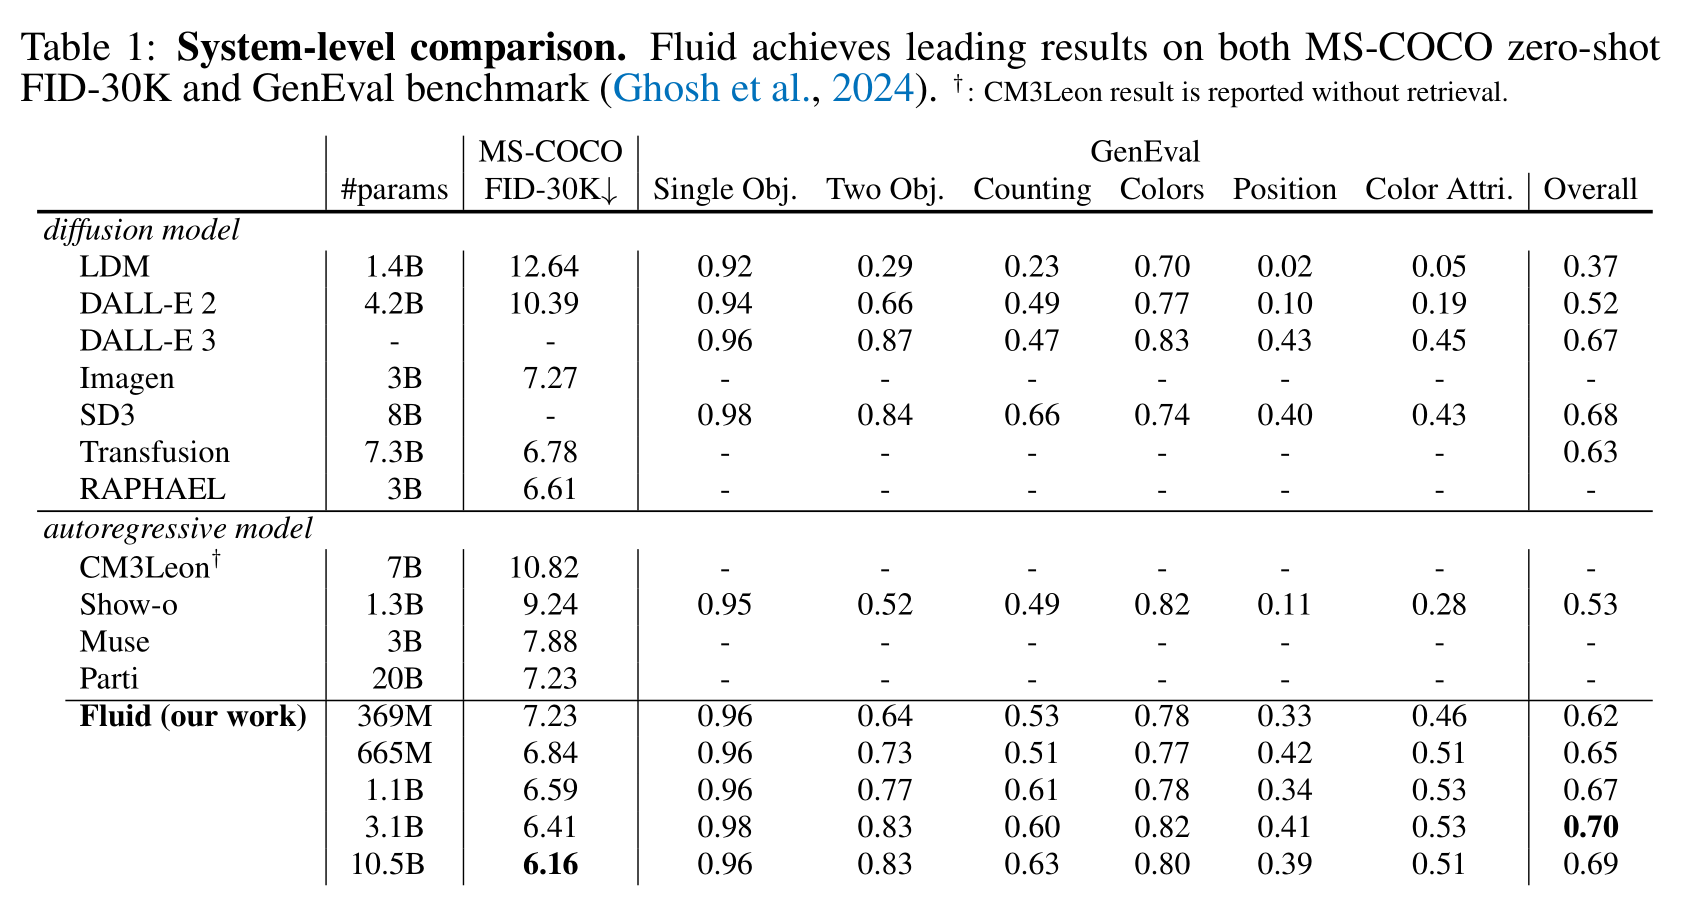 Table 1: System-level comparison. Fluid achieves leading results on both MS-COCO zero-shot
FID-30K and GenEval benchmark (Ghosh et al., 2024). †: CM3Leon result is reported without retrieval.
MS-COCO GenEval
#params FID-30K↓ Single Obj. Two Obj. Counting Colors Position Color Attri. Overall
diffusion model
LDM 1.4B 12.64 0.92 0.29 0.23 0.70 0.02 0.05 0.37
DALL-E 2 4.2B 10.39 0.94 0.66 0.49 0.77 0.10 0.19 0.52
DALL-E 3 - - 0.96 0.87 0.47 0.83 0.43 0.45 0.67
Imagen 3B 7.27 - - - - - - -
SD3 8B - 0.98 0.84 0.66 0.74 0.40 0.43 0.68
Transfusion 7.3B 6.78 - - - - - - 0.63
RAPHAEL 3B 6.61 - - - - - - -
autoregressive model
CM3Leon† 7B 10.82 - - - - - - -
Show-o 1.3B 9.24 0.95 0.52 0.49 0.82 0.11 0.28 0.53
Muse 3B 7.88 - - - - - - -
Parti 20B 7.23 - - - - - - -
Fluid (our work) 369M 7.23 0.96 0.64 0.53 0.78 0.33 0.46 0.62
665M 6.84 0.96 0.73 0.51 0.77 0.42 0.51 0.65
1.1B 6.59 0.96 0.77 0.61 0.78 0.34 0.53 0.67
3.1B 6.41 0.98 0.83 0.60 0.82 0.41 0.53 0.70
10.5B 6.16 0.96 0.83 0.63 0.80 0.39 0.51 0.69